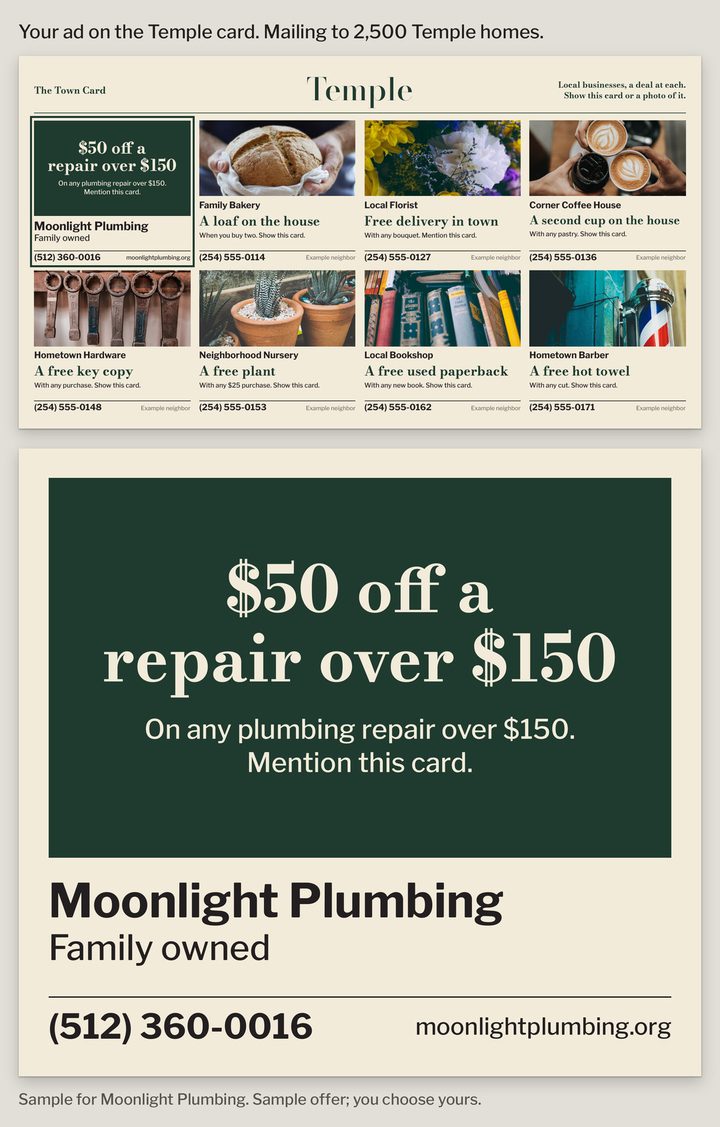 Your ad on the Temple card. Mailing to 2,500 Temple homes.
The Town Card
Temple
Local businesses, a deal at each.
Show this card or a photo of it.
$50 off a
repair over $150
On any plumbing repair over $150.
Mention this card.
Moonlight Plumbing
Family owned
(512) 360-0016
moonlightplumbing.org
Family Bakery
A loaf on the house
When you buy two. Show this card.
(254) 555-0114
Example neighbor
Local Florist
Free delivery in town
With any bouquet. Mention this card.
(254) 555-0127
Example neighbor
Corner Coffee House
A second cup on the house
With any pastry. Show this card.
(254) 555-0136
Example neighbor
Hometown Hardware
A free key copy
With any purchase. Show this card.
(254) 555-0148
Example neighbor
Neighborhood Nursery
A free plant
With any $25 purchase. Show this card.
(254) 555-0153
Example neighbor
Local Bookshop
A free used paperback
With any new book. Show this card.
(254) 555-0162
Example neighbor
Hometown Barber
A free hot towel
With any cut. Show this card.
(254) 555-0171
Example neighbor
$50 off a
repair over $150
On any plumbing repair over $150.
Mention this card.
Moonlight Plumbing
Family owned
(512) 360-0016
moonlightplumbing.org
Sample for Moonlight Plumbing. Sample offer; you choose yours.